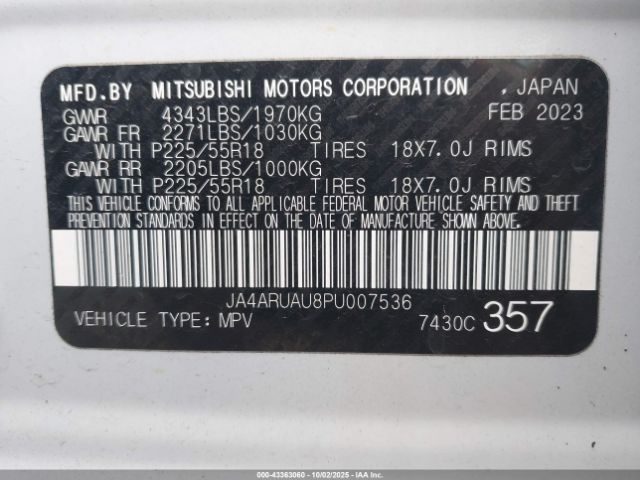 MFD.BY MITSUBISHI MOTORS CORPORATION , JAPAN
GVWR 4343LBS/1970KG FEB 2023
GAWR FR 2271LBS/1030KG
WITH P225/55R18 TIRES 18X7.0J RIMS
GAWR RR 2205LBS/1000KG
WITH P225/55R18 TIRES 18X7.0J RIMS
THIS VEHICLE CONFORMS TO ALL APPLICABLE FEDERAL MOTOR VEHICLE SAFETY AND THEFT
PREVENTION STANDARDS IN EFFECT ON THE DATE OF MANUFACTURE SHOWN ABOVE.
JA4ARUAU8PU007536
VEHICLE TYPE: MPV 7430C 357
000-43363060 - 10/02/2025 - COPYRIGHT IAA, LLC